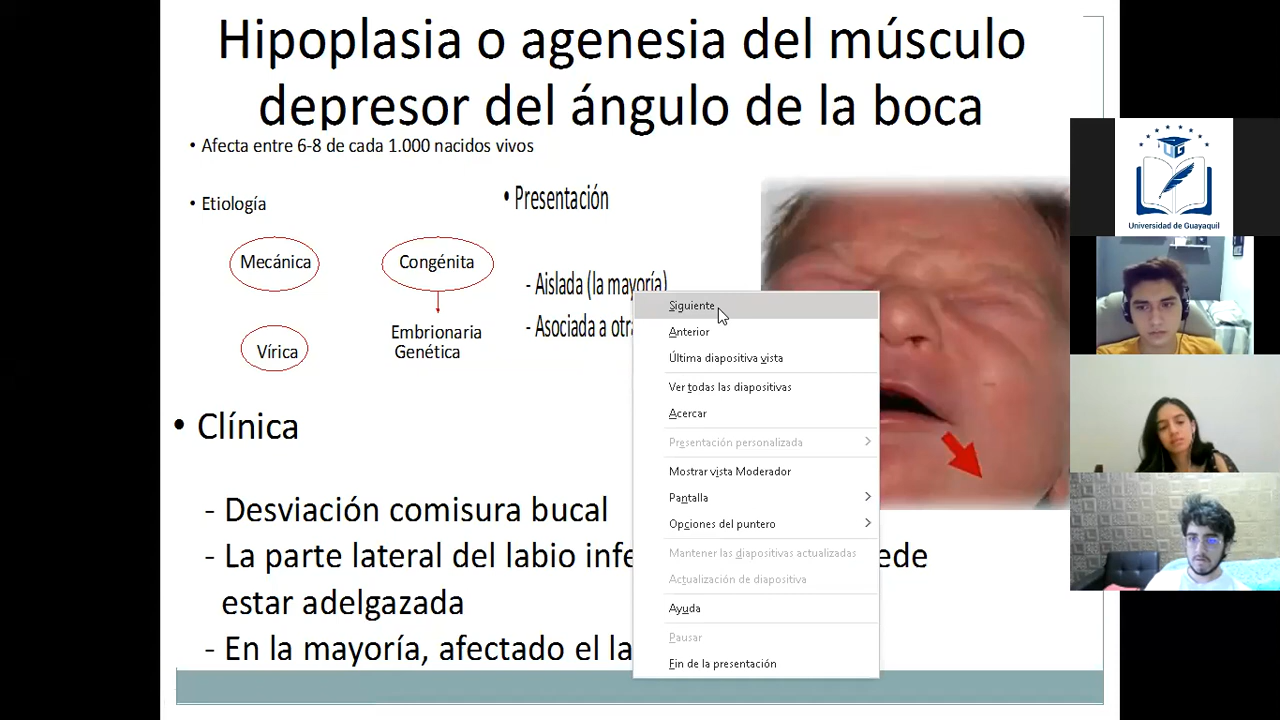 Hipoplasia o agenesia del músculo
depresor del ángulo de la boca
• Afecta entre 6-8 de cada 1.000 nacidos vivos
• Etiología
Mecánica
Congénita
Vírica
Embrionaria
Genética
• Presentación
- Aislada (la mayoría)
- Asociada a otra
• Clínica
- Desviación comisura bucal
- La parte lateral del labio infe
ede
estar adelgazada
- En la mayoría, afectado el la
Siguiente
Anterior
Última diapositiva vista
Ver todas las diapositivas
Acercar
Presentación personalizada
Mostrar vista Moderador
Pantalla
Opciones del puntero
Mantener las diapositivas actualizadas
Actualización de diapositiva
Ayuda
Pausar
Fin de la presentación
UG
Universidad de Guayaquil